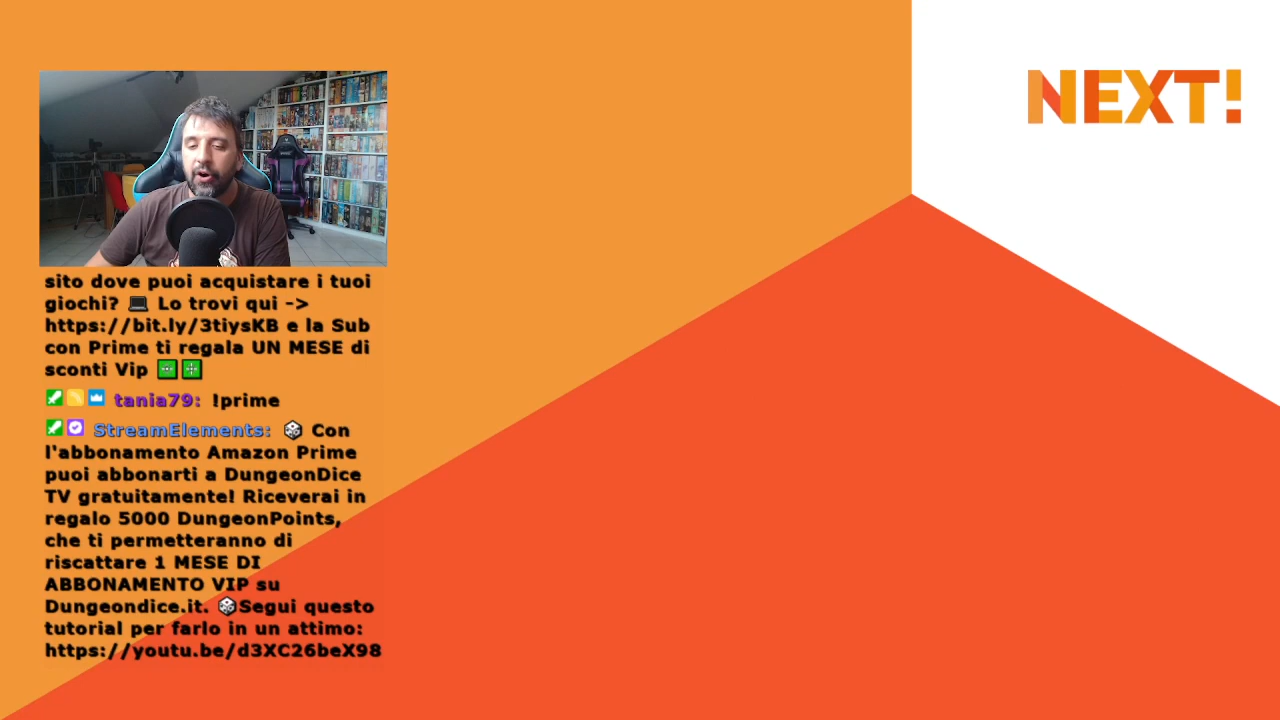 NEXT!
sito dove puoi acquistare i tuoi
giochi? 💻 Lo trovi qui ->
https://bit.ly/3tiysKB e la Sub
con Prime ti regala UN MESE di
sconti Vip
tania79: !prime
StreamElements: 🎲 Con
l'abbonamento Amazon Prime
puoi abbonarti a DungeonDice
TV gratuitamente! Riceverai in
regalo 5000 DungeonPoints,
che ti permetteranno di
riscattare 1 MESE DI
ABBONAMENTO VIP su
Dungeondice.it. 🎲Segui questo
tutorial per farlo in un attimo:
https://youtu.be/d3XC26beX98